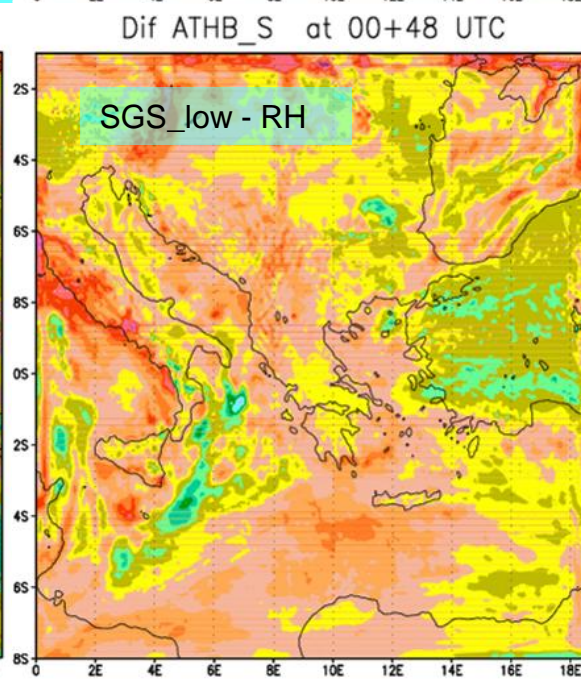 Dif ATHB_S at 00+48 UTC
SGS_low - RH
2S
4S
6S
8S
0S
2S
4S
6S
8S
0 2E 4E 6E 8E 10E 12E 14E 16E 18E